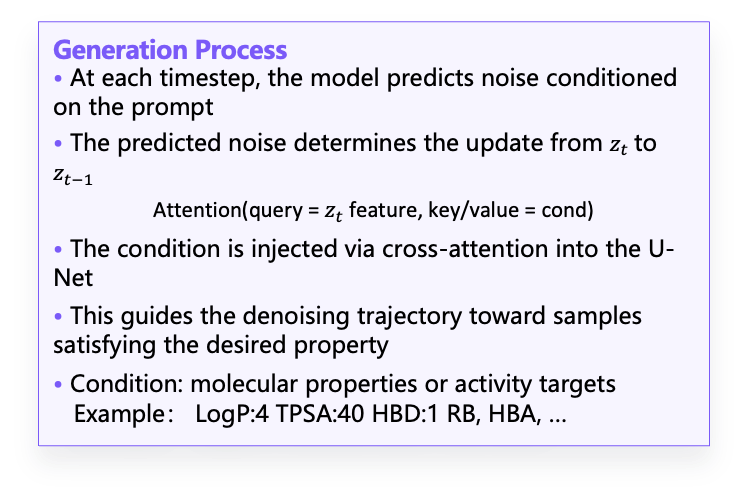 Generation Process
• At each timestep, the model predicts noise conditioned
on the prompt
• The predicted noise determines the update from $z_t$ to
$z_{t-1}$
Attention(query = $z_t$ feature, key/value = cond)
• The condition is injected via cross-attention into the U-
Net
• This guides the denoising trajectory toward samples
satisfying the desired property
• Condition: molecular properties or activity targets
Example： LogP:4 TPSA:40 HBD:1 RB, HBA, ...